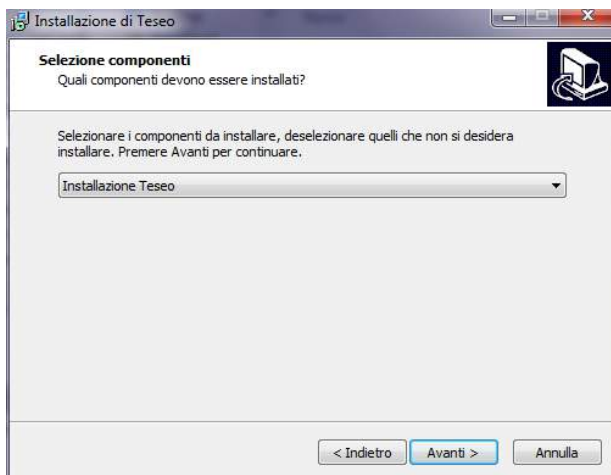 Installazione di Teseo
Selezione componenti
Quali componenti devono essere installati?
Selezionare i componenti da installare, deselezionare quelli che non si desidera
installare. Premere Avanti per continuare.
Installazione Teseo
< Indietro
Avanti >
Annulla